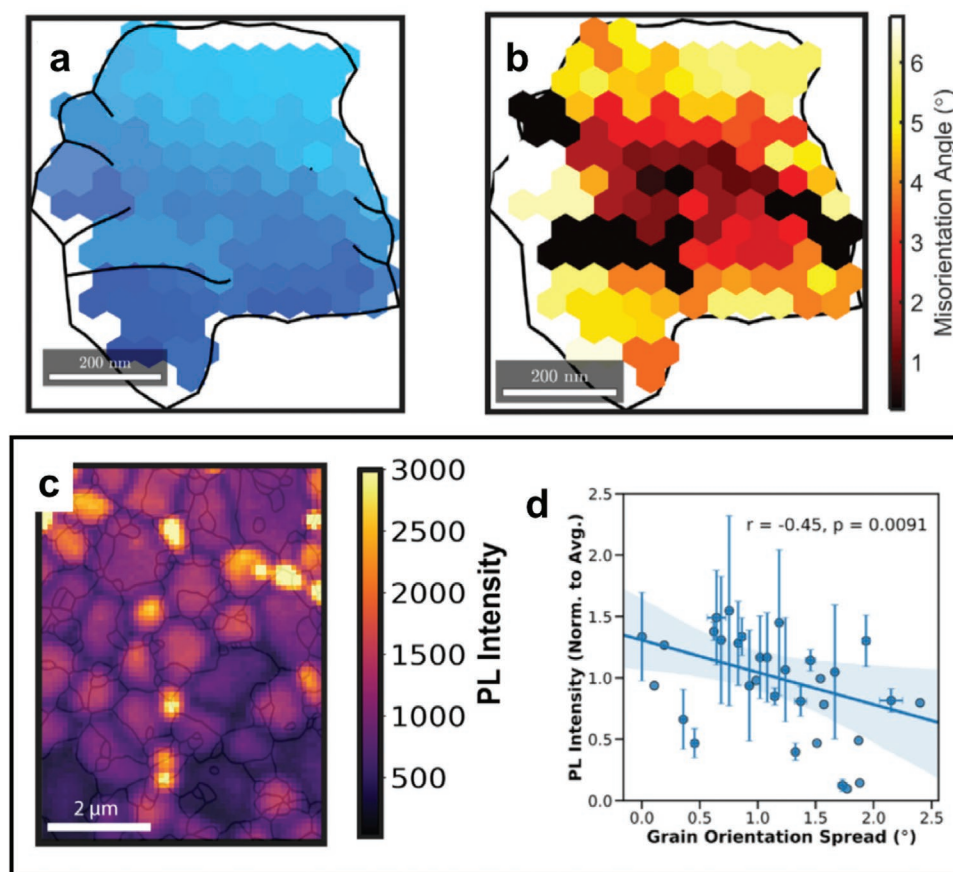 a
200 nm
b
200 nm
6
5
4
3
2
1
Misorientation Angle (°)
c
2 μm
3000
2500
2000
1500
1000
500
PL Intensity
d
r = -0.45, p = 0.0091
2.5
2.0
1.5
1.0
0.5
0.0
PL Intensity (Norm. to Avg.)
0.0 0.5 1.0 1.5 2.0 2.5
Grain Orientation Spread (°)